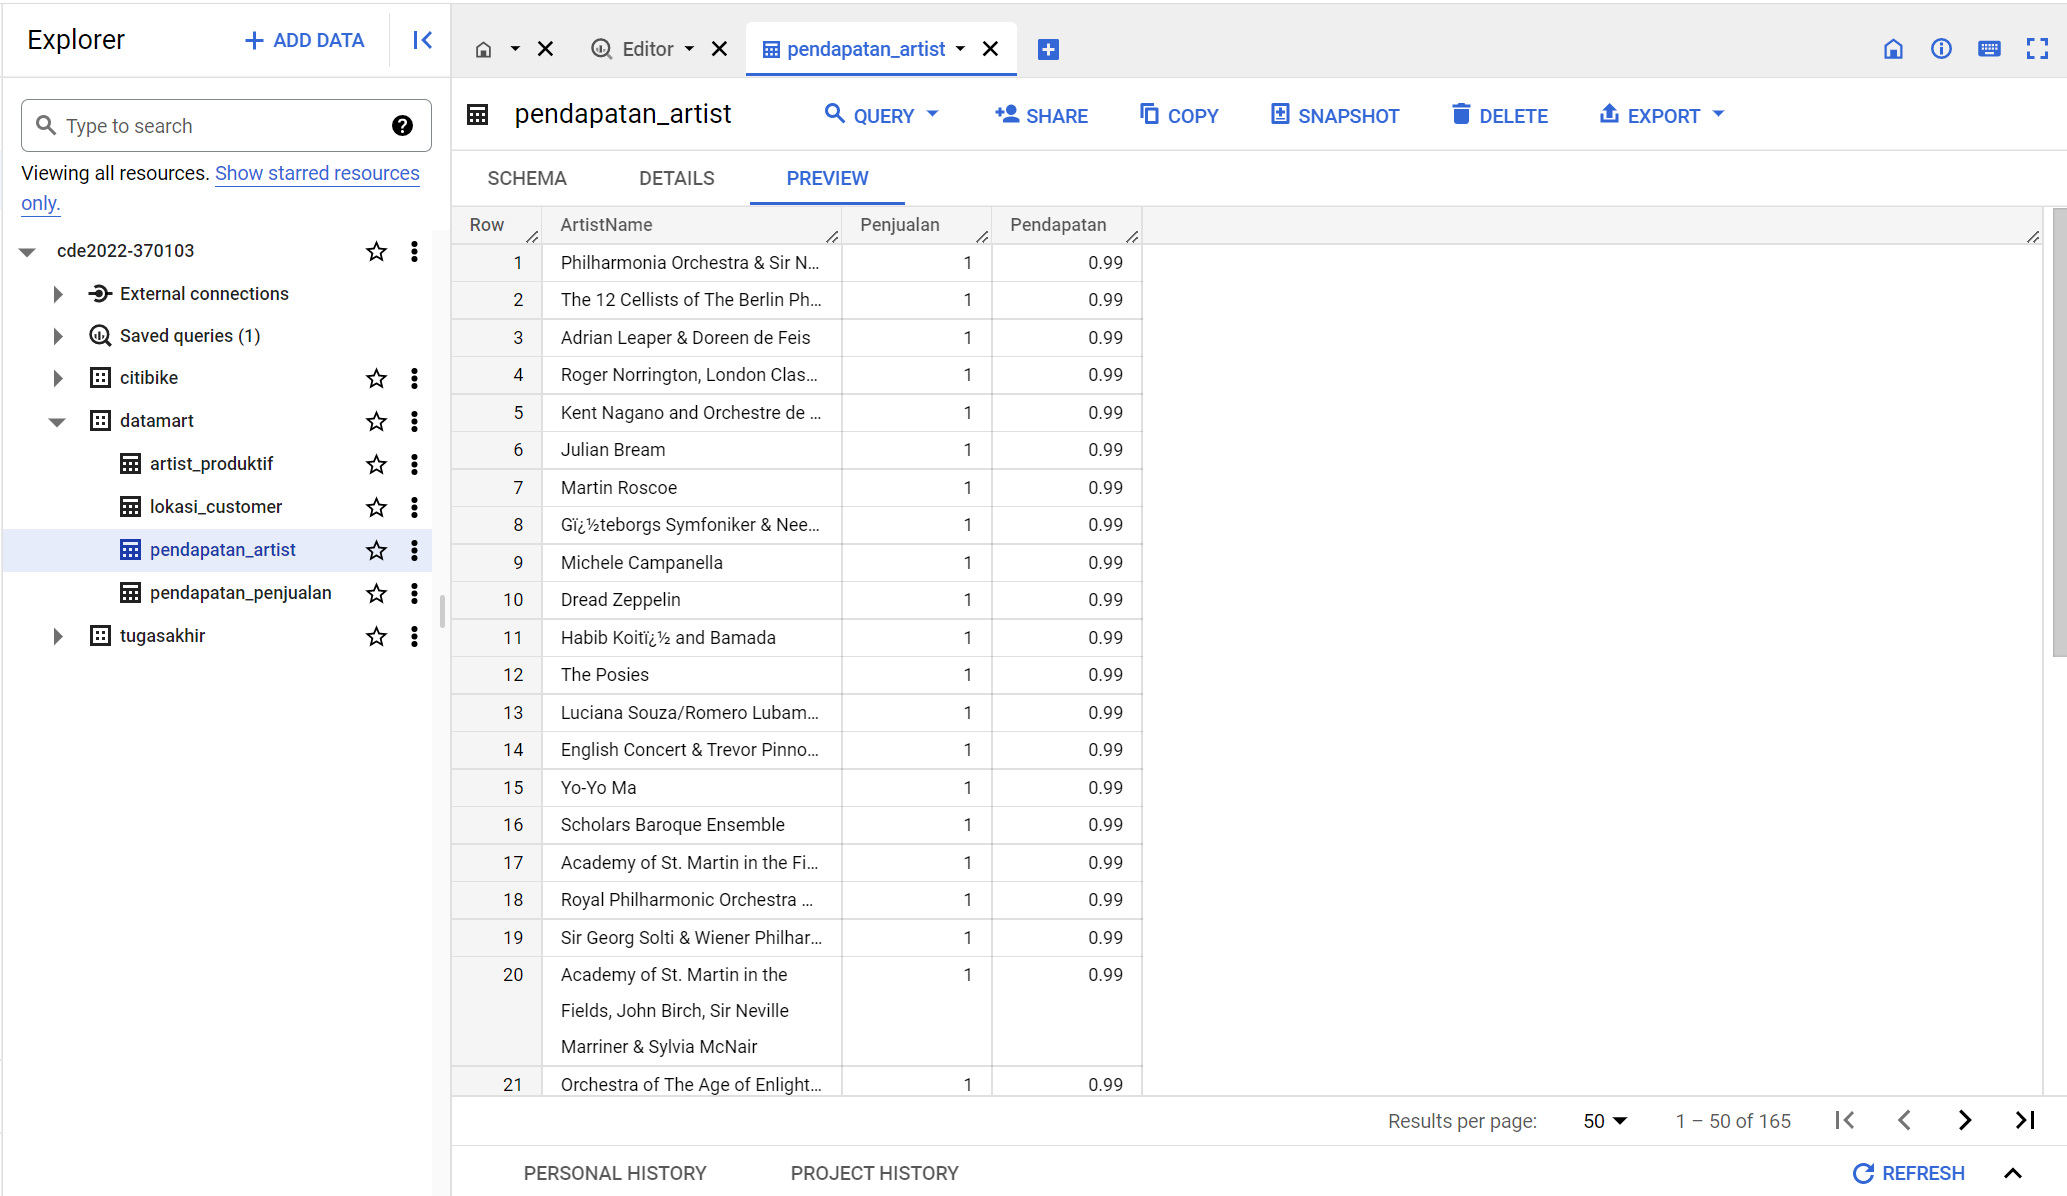 Explorer
ADD DATA
Type to search
Viewing all resources. Show starred resources
only.
cde2022-370103
External connections
Saved queries (1)
citibike
datamart
artist_produktif
lokasi_customer
pendapatan_artist
pendapatan_penjualan
tugasakhir
Editor
pendapatan_artist
pendapatan_artist
QUERY
SHARE
COPY
SNAPSHOT
DELETE
EXPORT
SCHEMA DETAILS PREVIEW
Row ArtistName Penjualan Pendapatan
1 Philharmonia Orchestra & Sir N... 1 0.99
2 The 12 Cellists of The Berlin Ph... 1 0.99
3 Adrian Leaper & Doreen de Feis 1 0.99
4 Roger Norrington, London Clas... 1 0.99
5 Kent Nagano and Orchestre de ... 1 0.99
6 Julian Bream 1 0.99
7 Martin Roscoe 1 0.99
8 Gï¿½teborgs Symfoniker & Nee... 1 0.99
9 Michele Campanella 1 0.99
10 Dread Zeppelin 1 0.99
11 Habib Koitï¿½ and Bamada 1 0.99
12 The Posies 1 0.99
13 Luciana Souza/Romero Lubam... 1 0.99
14 English Concert & Trevor Pinno... 1 0.99
15 Yo-Yo Ma 1 0.99
16 Scholars Baroque Ensemble 1 0.99
17 Academy of St. Martin in the Fi... 1 0.99
18 Royal Philharmonic Orchestra ... 1 0.99
19 Sir Georg Solti & Wiener Philhar... 1 0.99
20 Academy of St. Martin in the 1 0.99
Fields, John Birch, Sir Neville
Marriner & Sylvia McNair
21 Orchestra of The Age of Enlight... 1 0.99
Results per page: 50 1 – 50 of 165
PERSONAL HISTORY PROJECT HISTORY REFRESH